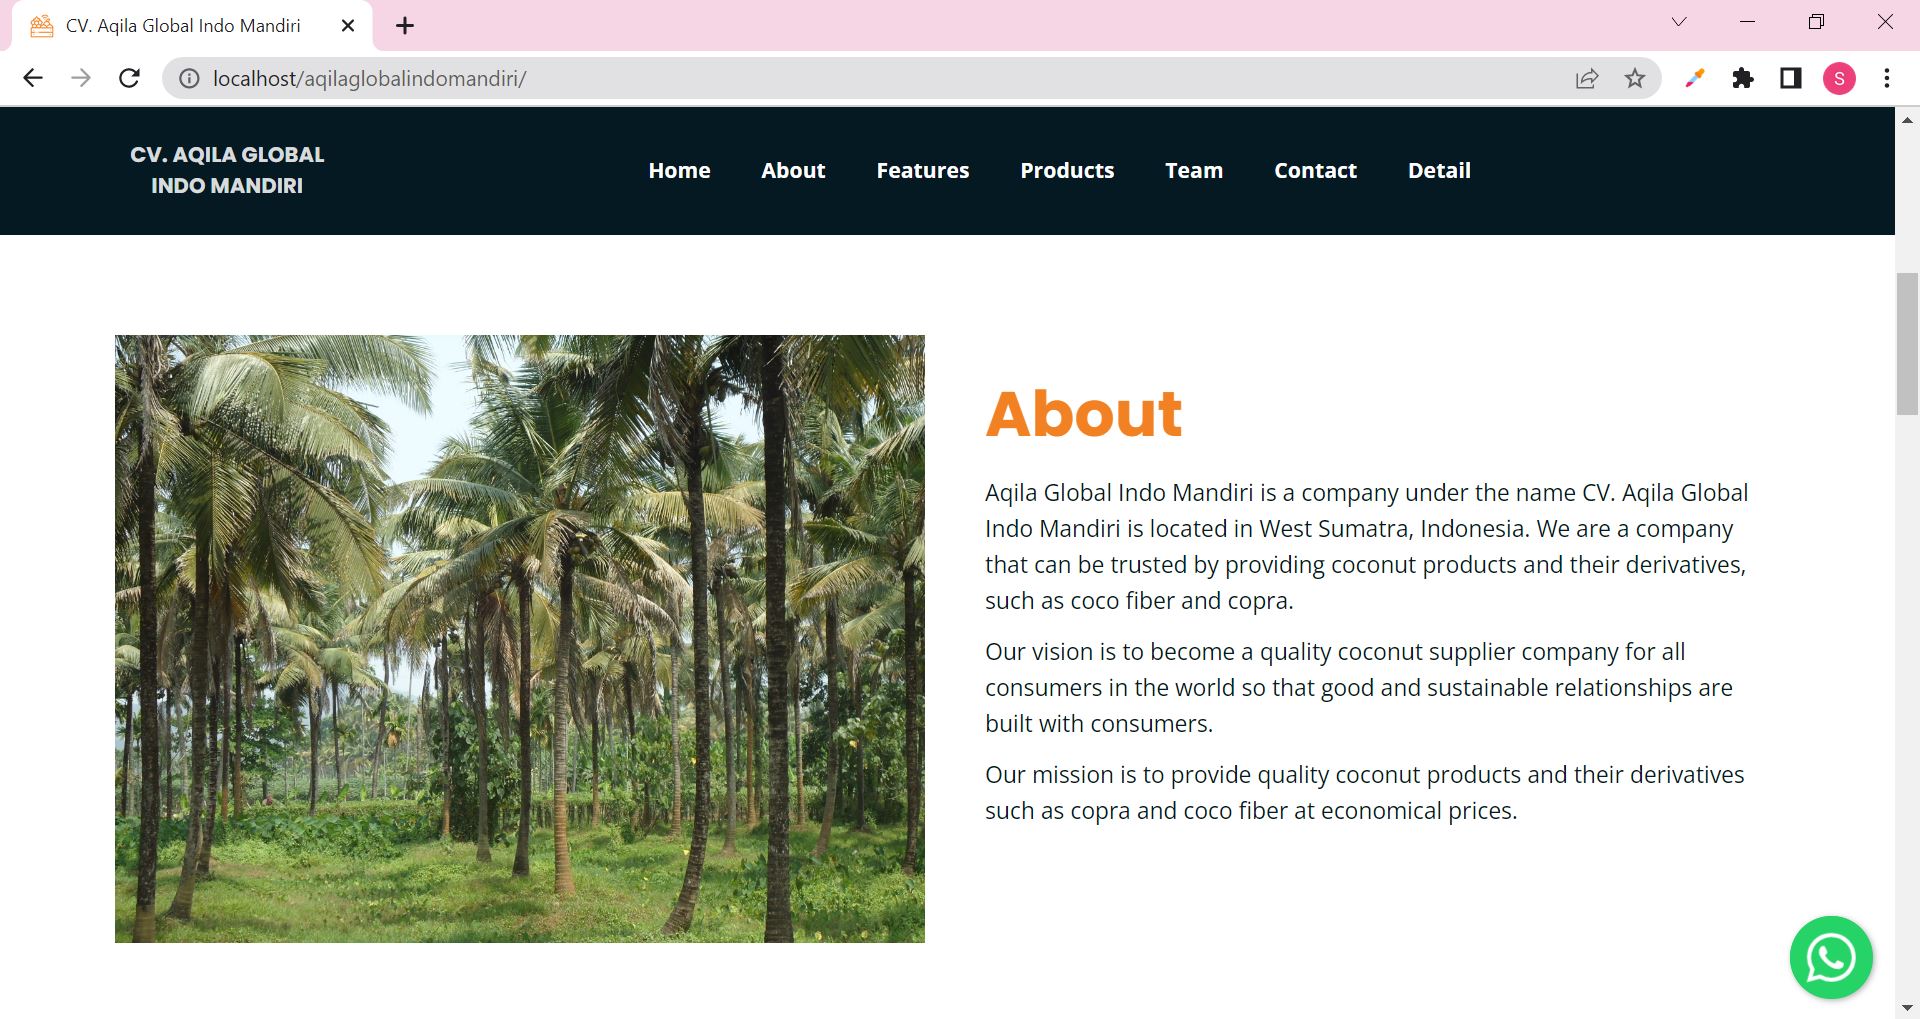 CV. Aqila Global Indo Mandiri
localhost/aqilaglobalindomandiri/
S
CV. AQILA GLOBAL
INDO MANDIRI
Home About Features Products Team Contact Detail
About
Aqila Global Indo Mandiri is a company under the name CV. Aqila Global
Indo Mandiri is located in West Sumatra, Indonesia. We are a company
that can be trusted by providing coconut products and their derivatives,
such as coco fiber and copra.
Our vision is to become a quality coconut supplier company for all
consumers in the world so that good and sustainable relationships are
built with consumers.
Our mission is to provide quality coconut products and their derivatives
such as copra and coco fiber at economical prices.